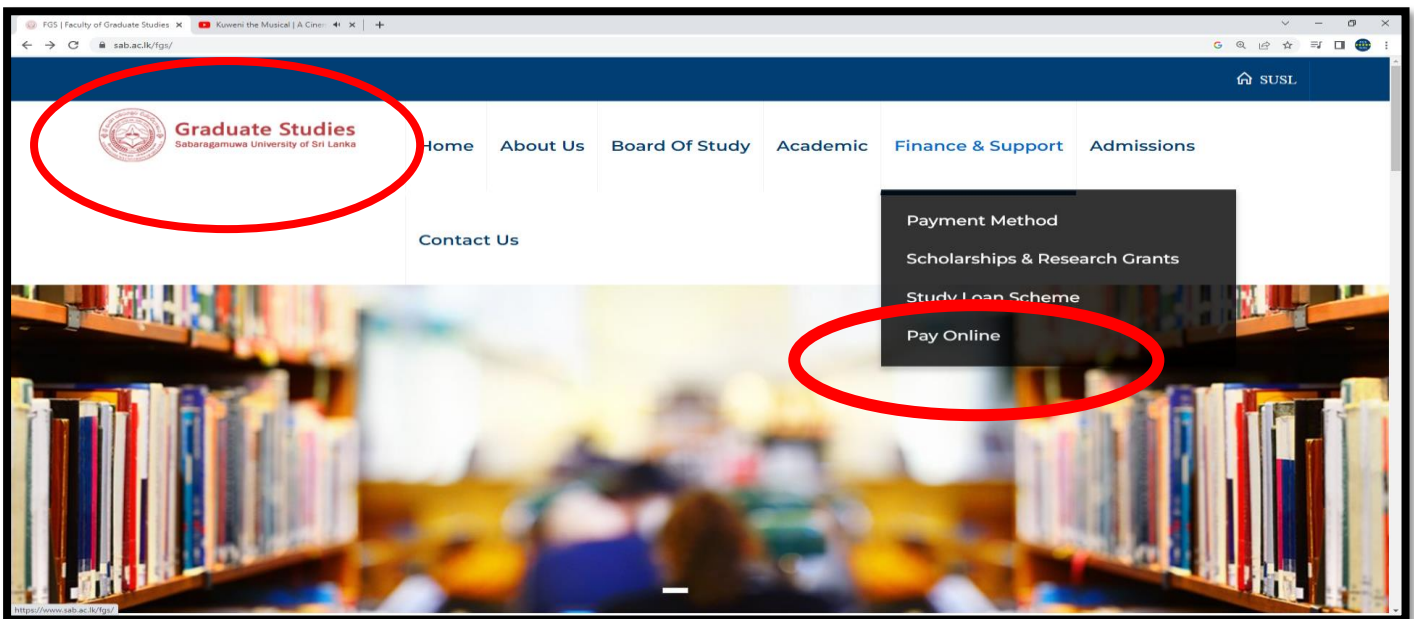 FGS | Faculty of Graduate Studies
Kuweni the Musical | A Cine
sab.ac.lk/fgs/
SUSL
Graduate Studies
Sabaragamuwa University of Sri Lanka
Home About Us Board Of Study Academic Finance & Support Admissions
Payment Method
Contact Us
Scholarships & Research Grants
Study Loan Scheme
Pay Online
https://www.sab.ac.lk/fgs/